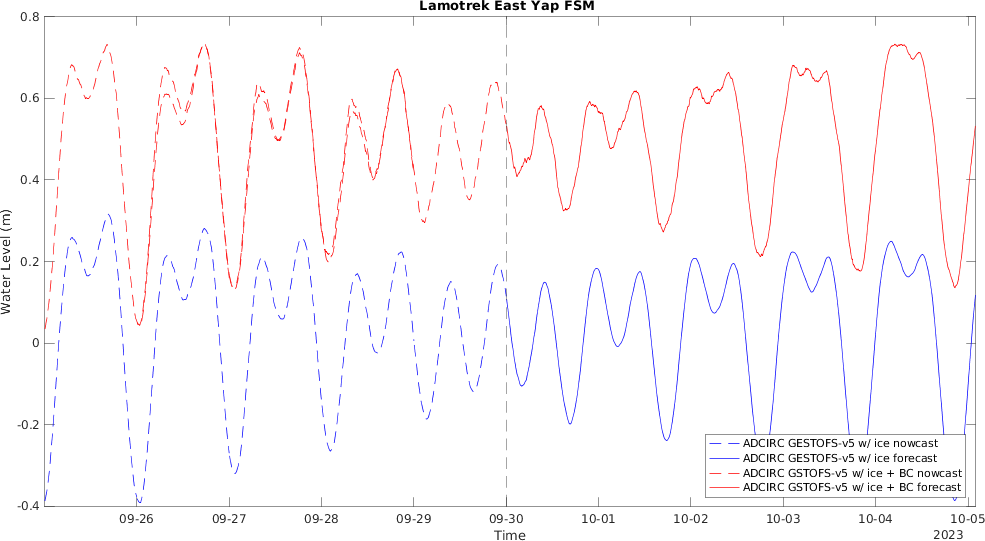 Lamotrek East Yap FSM
0.8
0.6
0.4
0.2
0
-0.2
-0.4
Water Level (m)
ADCIRC GESTOFS-v5 w/ ice nowcast
ADCIRC GESTOFS-v5 w/ ice forecast
ADCIRC GSTOFS-v5 w/ ice + BC nowcast
ADCIRC GSTOFS-v5 w/ ice + BC forecast
09-26 09-27 09-28 09-29 09-30 10-01 10-02 10-03 10-04 10-05
Time
2023